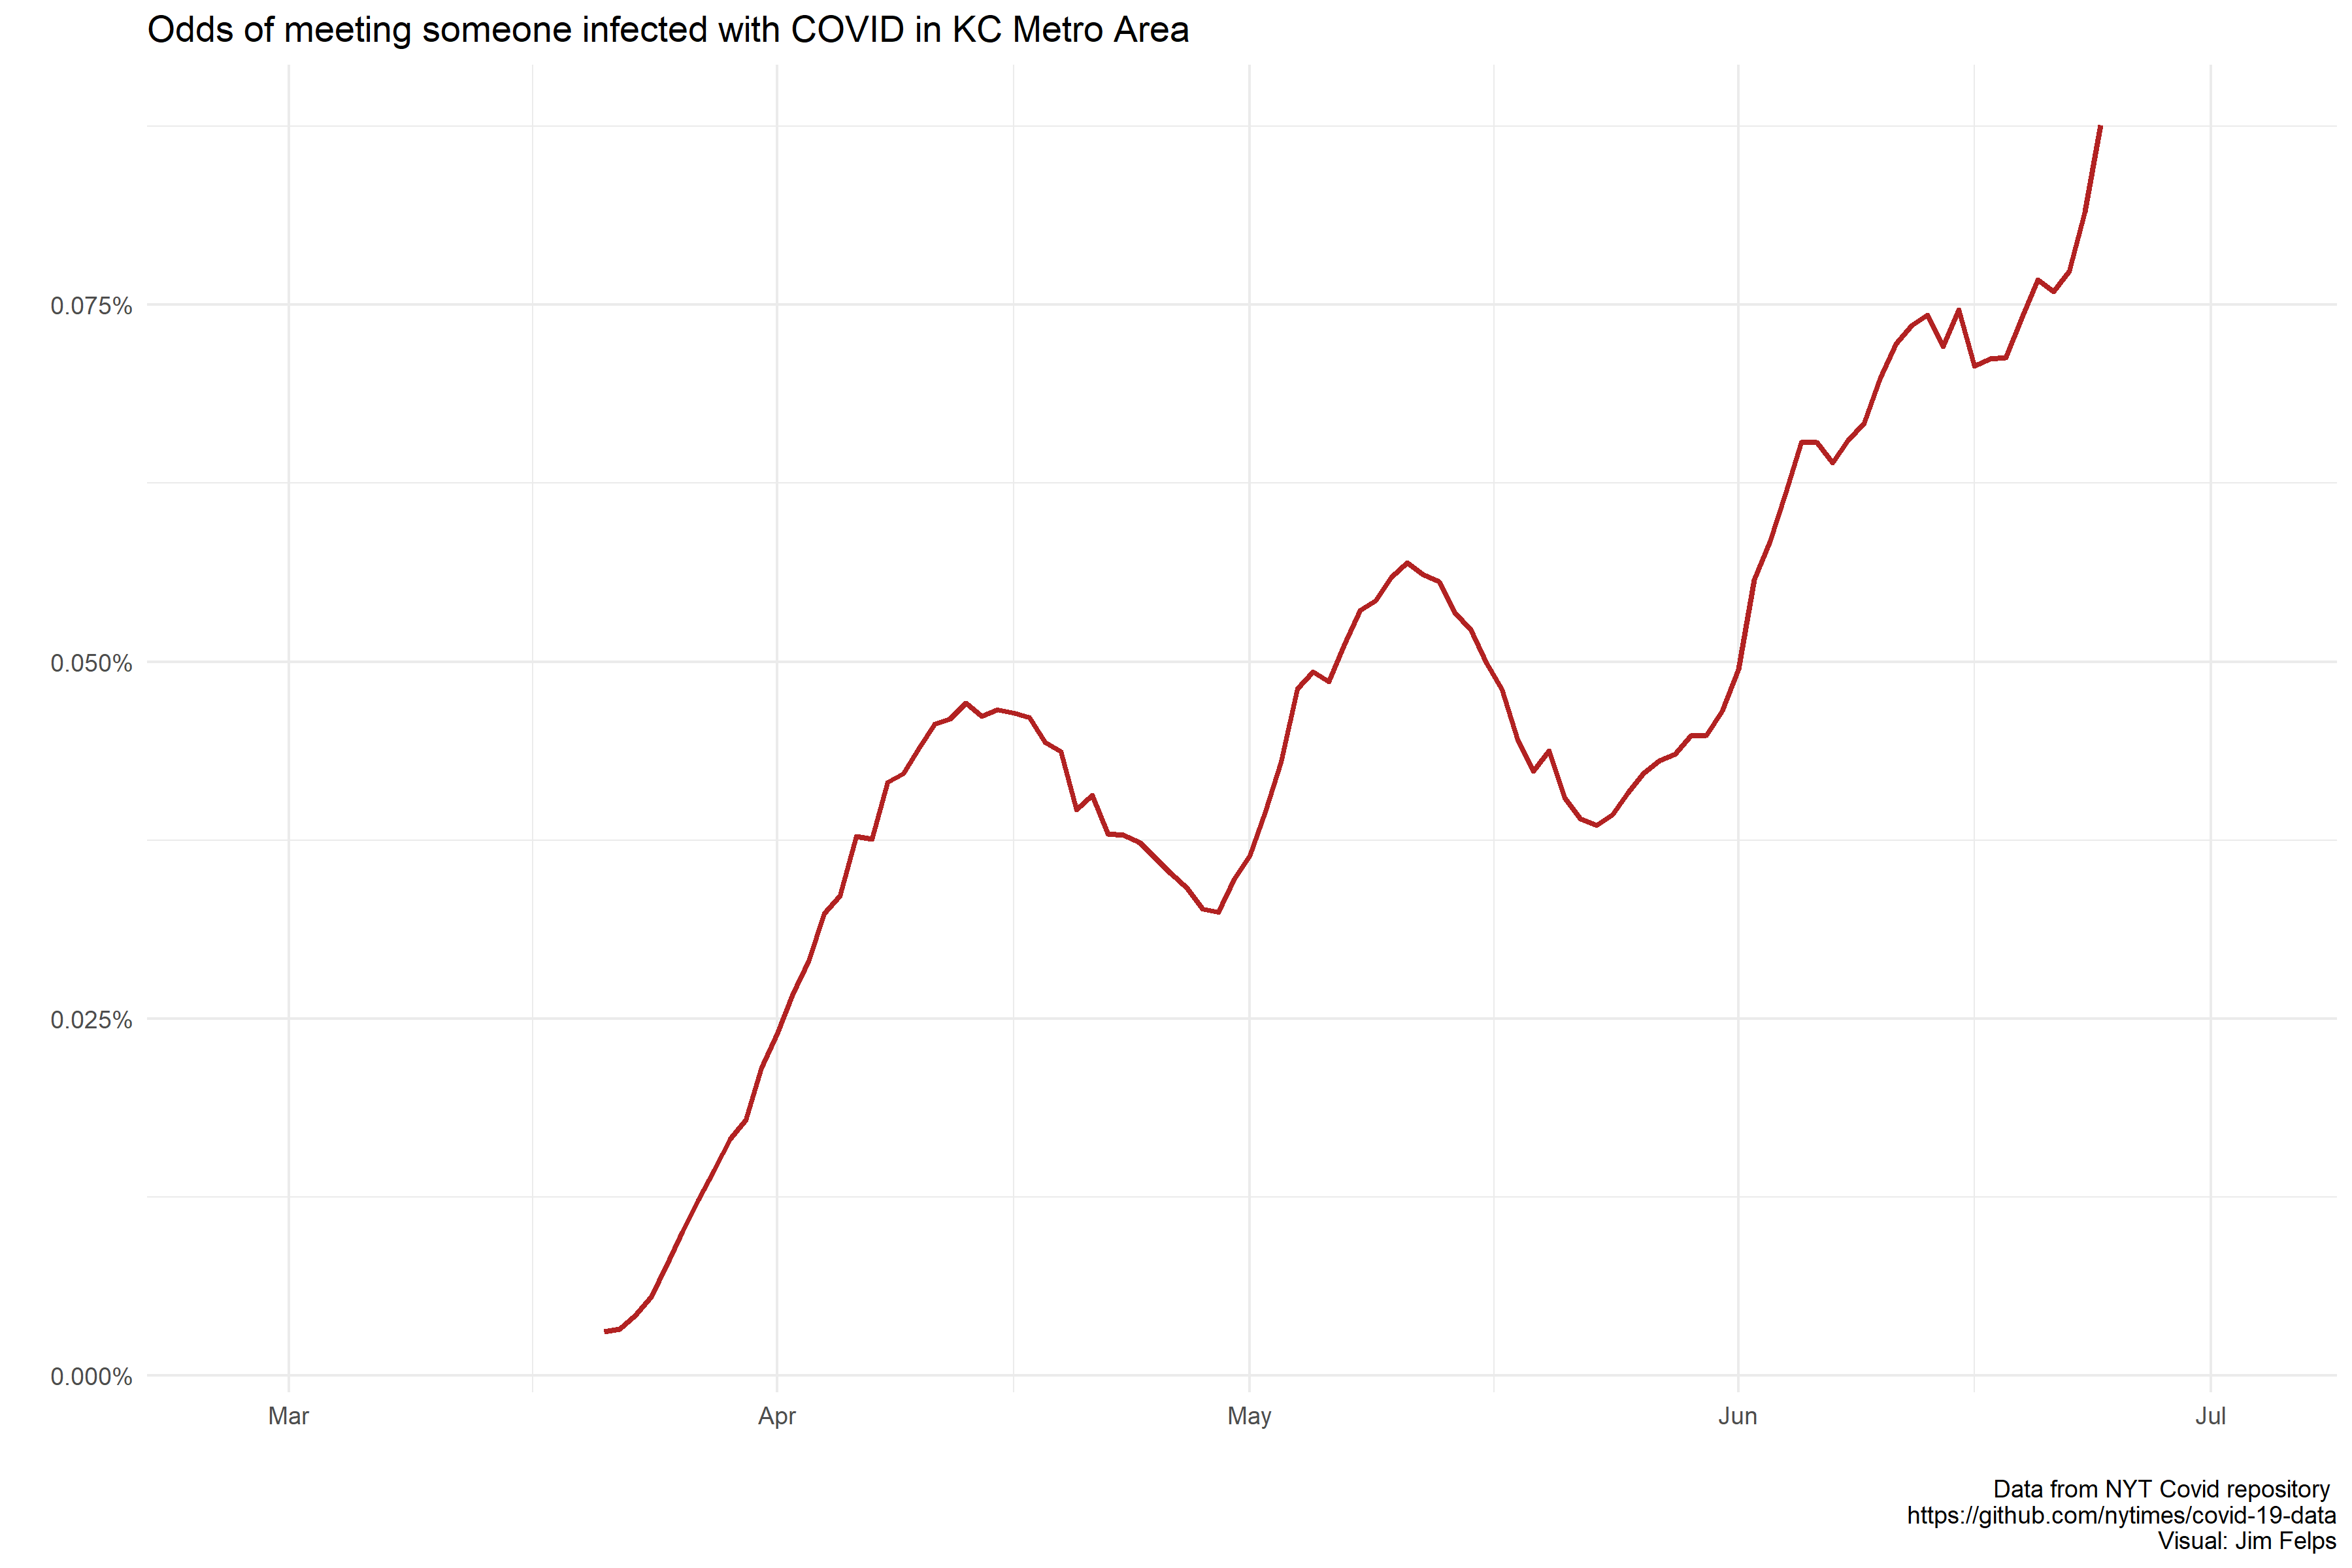 Odds of meeting someone infected with COVID in KC Metro Area
0.075%
0.050%
0.025%
0.000%
Mar Apr May Jun Jul
Data from NYT Covid repository
https://github.com/nytimes/covid-19-data
Visual: Jim Felps